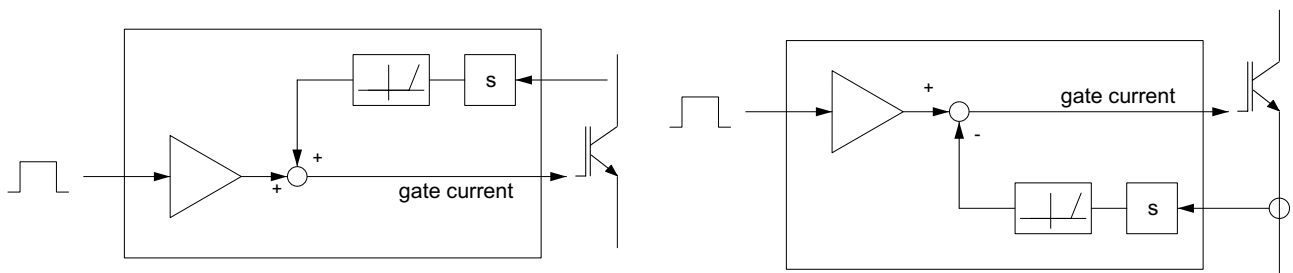 s
+
+
gate current
+
gate current
-
s